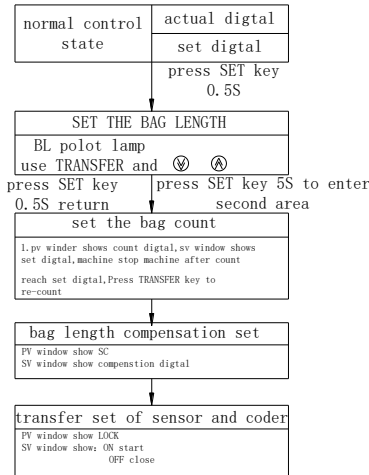 normal control
state
actual digtal
set digtal
press SET key
0.5S
SET THE BAG LENGTH
BL polot lamp
use TRANSFER and
press SET key
0.5S return
press SET key 5S to enter
second area
set the bag count
1.pv winder shows count digtal,sv window shows
set digtal,machine stop machine after count
reach set digtal,Press TRANSFER key to
re-count
bag length compensation set
PV window show SC
SV window show compenstion digtal
transfer set of sensor and coder
PV window show LOCK
SV window show: ON start
OFF close